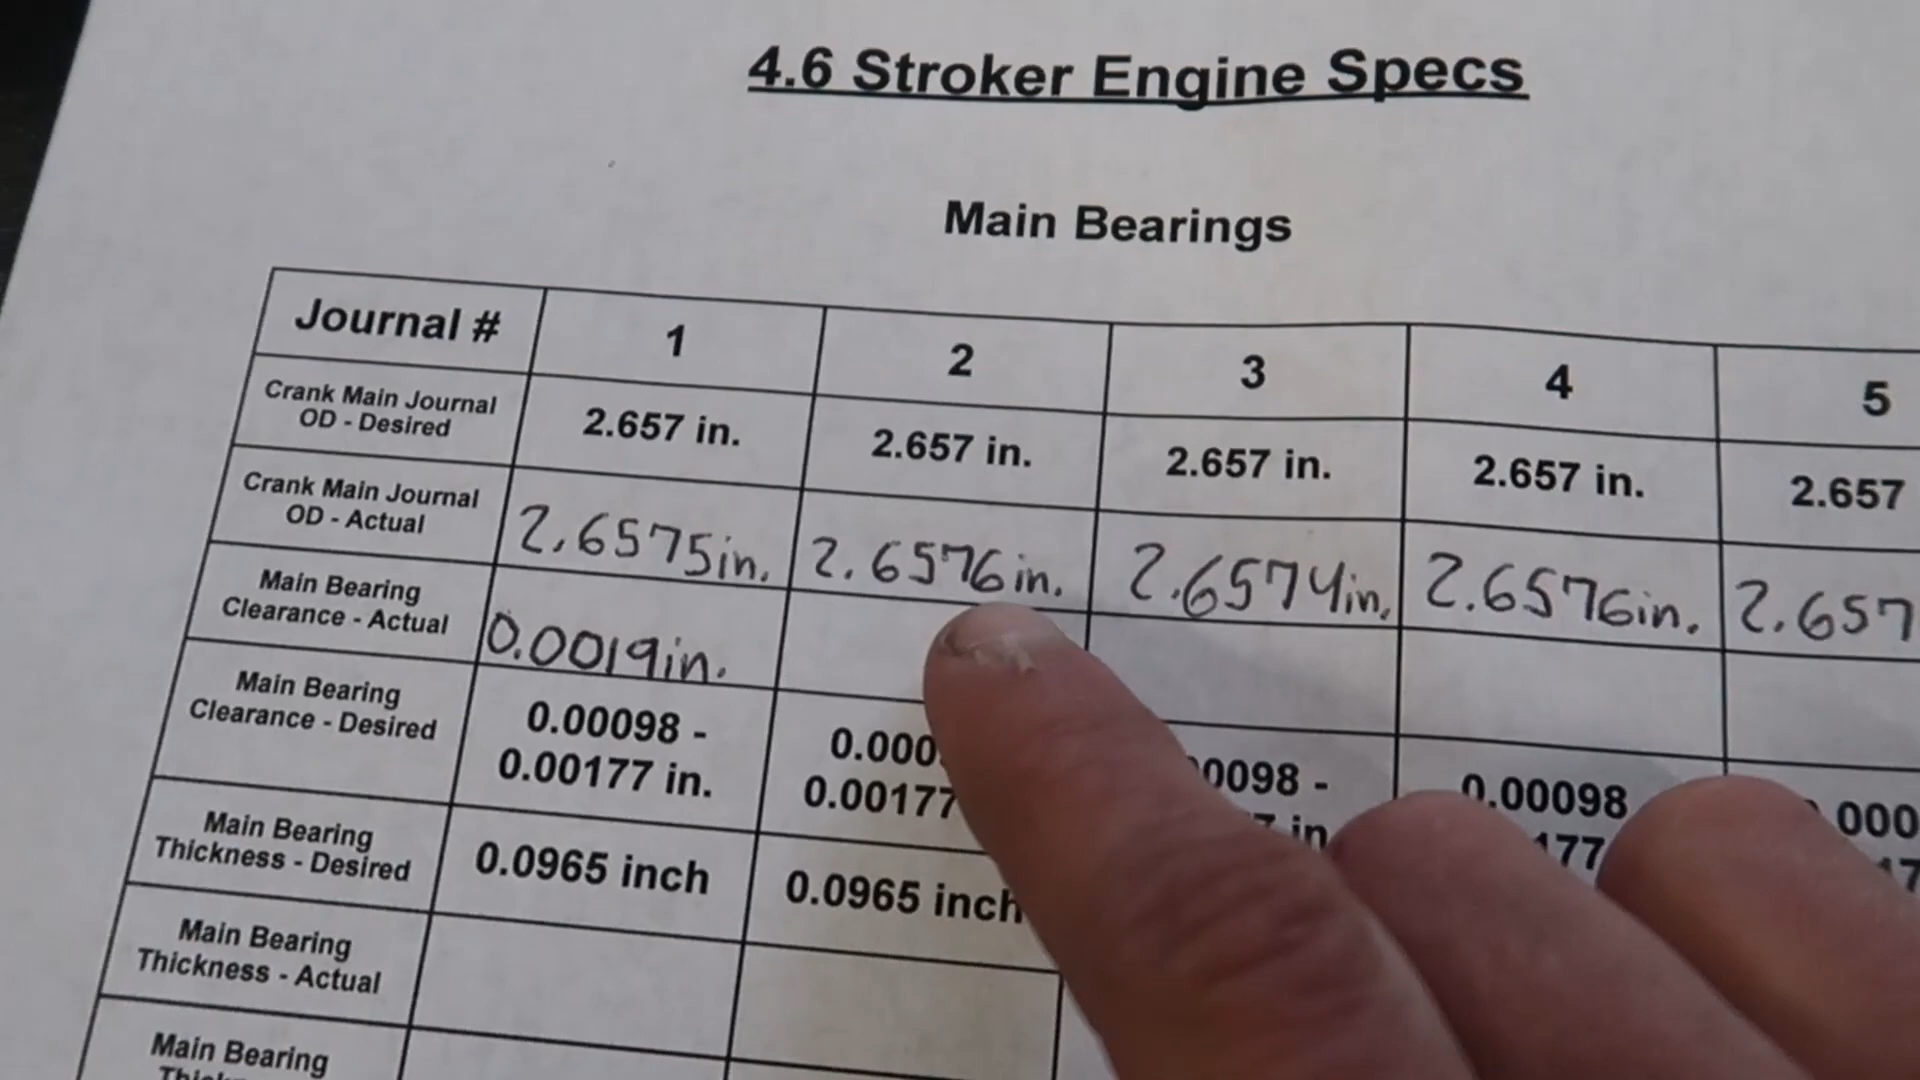 4.6 Stroker Engine Specs
Main Bearings
Journal # 1 2 3 4 5
Crank Main Journal
OD - Desired
2.657 in. 2.657 in. 2.657 in. 2.657 in. 2.657
Crank Main Journal
OD - Actual
2.6575in. 2.6576in. 2.6574in. 2.6576in. 2.657
Main Bearing
Clearance - Actual
0.0019in.
Main Bearing
Clearance - Desired
0.00098 -
0.00177 in.
0.00177
0.00098
Main Bearing
Thickness - Desired
0.0965 inch 0.0965 inch
Main Bearing
Thickness - Actual
Main Bearing